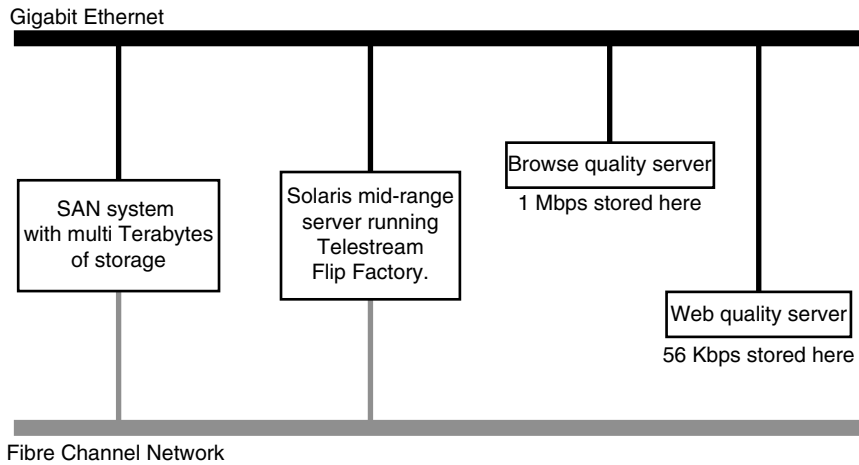 Gigabit Ethernet
SAN system
with multi Terabytes
of storage
Solaris mid-range
server running
Telestream
Flip Factory.
Browse quality server
1 Mbps stored here
Web quality server
56 Kbps stored here
Fibre Channel Network